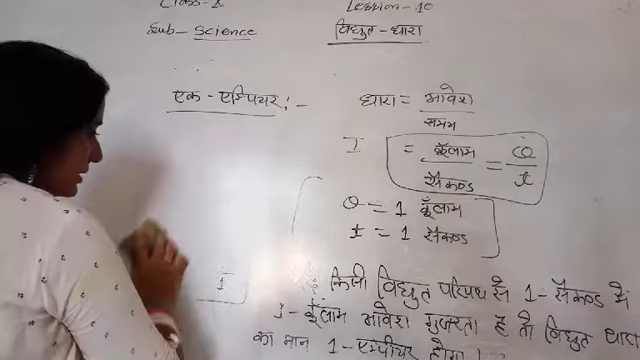 Class-X Lesson-10
Sub- Science विद्युत-धारा
एक-एम्पियर:- धारा = आवेश
समय
I = कूँलाम = Q
सैकण्ड t
Q = 1 कूँलाम
t = 1 सैकण्ड
I
किसी विद्युत परिपथ से 1-सैकण्ड में
1-कूँलाम आवेश गुजरता है तो विद्युत धारा
का मान 1-एम्पीयर होगा।